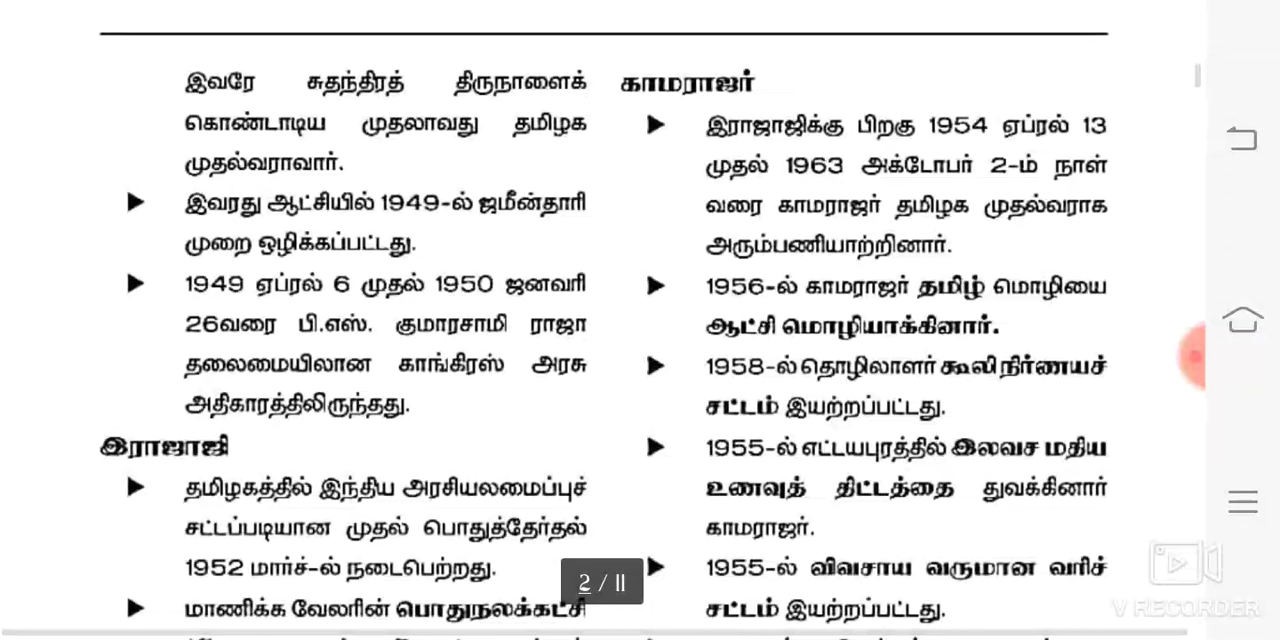 இவரே சுதந்திரத் திருநாளைக்
கொண்டாடிய முதலாவது தமிழக
முதல்வராவார்.
► இவரது ஆட்சியில் 1949-ல் ஜமீன்தாரி
முறை ஒழிக்கப்பட்டது.
► 1949 ஏப்ரல் 6 முதல் 1950 ஜனவரி
26வரை பி.எஸ். குமாரசாமி ராஜா
தலைமையிலான காங்கிரஸ் அரசு
அதிகாரத்திலிருந்தது.
இராஜாஜி
► தமிழகத்தில் இந்திய அரசியலமைப்புச்
சட்டப்படியான முதல் பொதுத்தேர்தல்
1952 மார்ச்-ல் நடைபெற்றது.
► மாணிக்க வேலரின் பொதுநலக்கட்சி
காமராஜர்
► இராஜாஜிக்கு பிறகு 1954 ஏப்ரல் 13
முதல் 1963 அக்டோபர் 2-ம் நாள்
வரை காமராஜர் தமிழக முதல்வராக
அரும்பணியாற்றினார்.
► 1956-ல் காமராஜர் தமிழ் மொழியை
ஆட்சி மொழியாக்கினார்.
► 1958-ல் தொழிலாளர் கூலி நிர்ணயச்
சட்டம் இயற்றப்பட்டது.
► 1955-ல் எட்டயபுரத்தில் இலவச மதிய
உணவுத் திட்டத்தை துவக்கினார்
காமராஜர்.
► 1955-ல் விவசாய வருமான வரிச்
சட்டம் இயற்றப்பட்டது.
2 / 11
V RECORDER